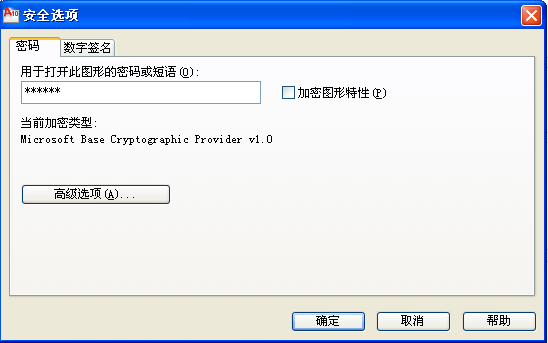 安全选项
密码
数字签名
用于打开此图形的密码或短语(O):
******
加密图形特性(P)
当前加密类型:
Microsoft Base Cryptographic Provider v1.0
高级选项(A)...
确定
取消
帮助